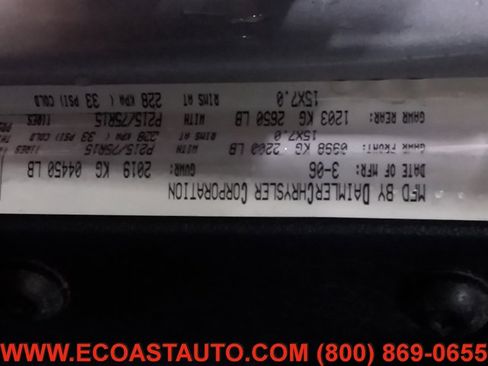 MFD BY DAIMLERCHRYSLER CORPORATION
DATE OF MFR: 3-06 GVWR: 2019 KG 04450 LB
GAWR FRONT: 0998 KG 2200 LB WITH P215/75R15 TIRES
15X7.0 RIMS AT 228 KPA ( 33 PSI) COLD
GAWR REAR: 1203 KG 2650 LB WITH P215/75R15 TIRES
15X7.0 RIMS AT 228 KPA ( 33 PSI) COLD
WWW.ECOASTAUTO.COM (800) 869-0655